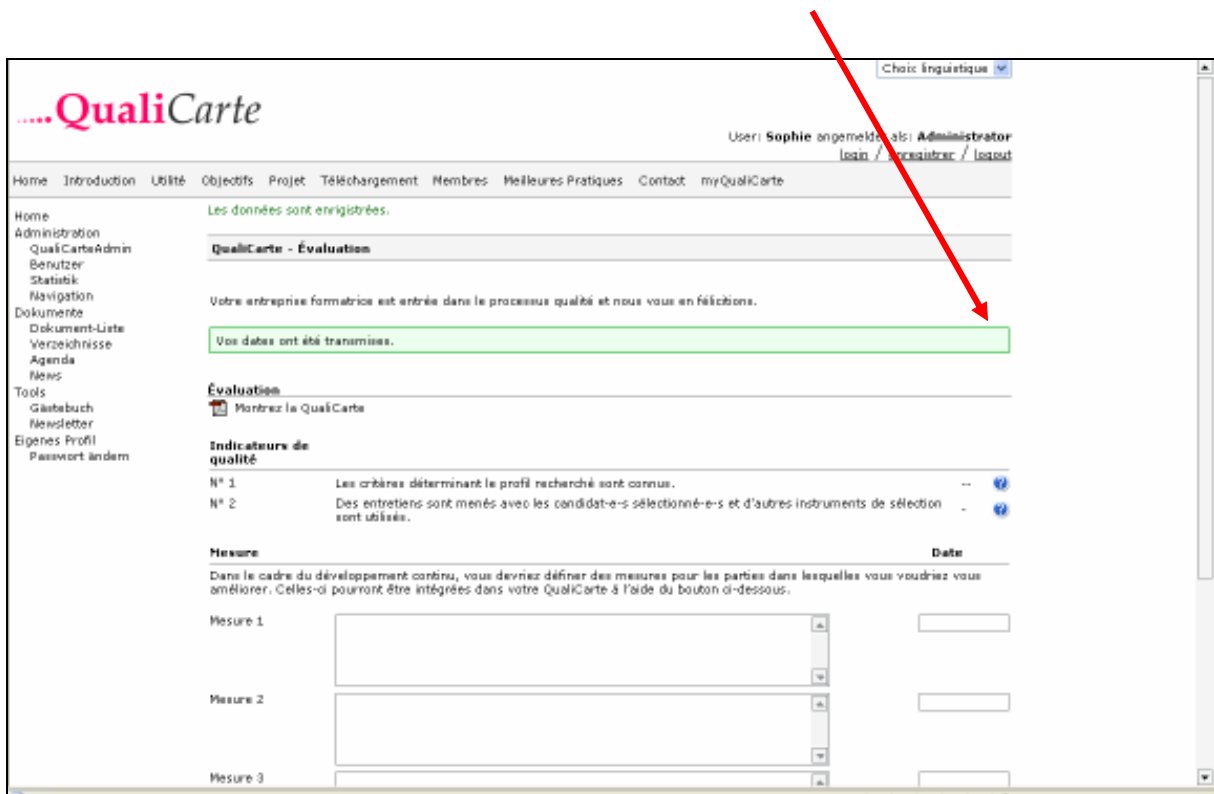 Choix linguistique
.....QualiCarte
User: Sophie angemeldet als: Administrator
login / enregistrer / logout
Home Introduction Utilité Objectifs Projet Téléchargement Membres Meilleures Pratiques Contact myQualiCarte
Home
Administration
QualiCarteAdmin
Benutzer
Statistik
Navigation
Dokumente
Dokument-Liste
Verzeichnisse
Agenda
News
Tools
Gästebuch
Newsletter
Eigenes Profil
Passwort ändern
Les données sont enrigistrées.
QualiCarte - Évaluation
Votre entreprise formatrice est entrée dans le processus qualité et nous vous en félicitions.
Vos dates ont été transmises.
Évaluation
Montrez la QualiCarte
Indicateurs de
qualité
N° 1 Les critères déterminant le profil recherché sont connus. --
N° 2 Des entretiens sont menés avec les candidat-e-s sélectionné-e-s et d'autres instruments de sélection -
sont utilisés.
Mesure Date
Dans le cadre du développement continu, vous devriez définer des mesures pour les parties dans lesquelles vous voudriez vous
améliorer. Celles-ci pourront être intégrées dans votre QualiCarte à l'aide du bouton ci-dessous.
Mesure 1
Mesure 2
Mesure 3